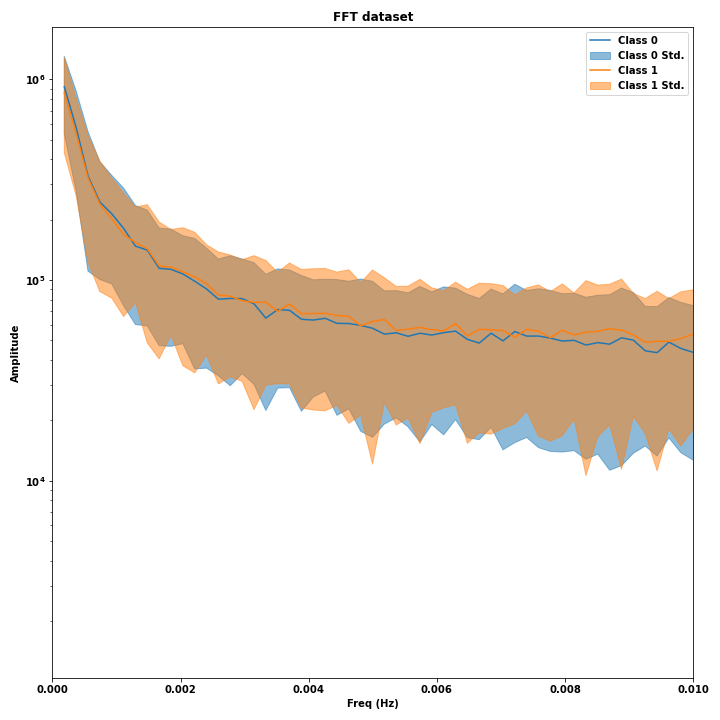 FFT dataset
Class 0
Class 0 Std.
Class 1
Class 1 Std.
10⁶
10⁵
10⁴
Amplitude
0.000 0.002 0.004 0.006 0.008 0.010
Freq (Hz)